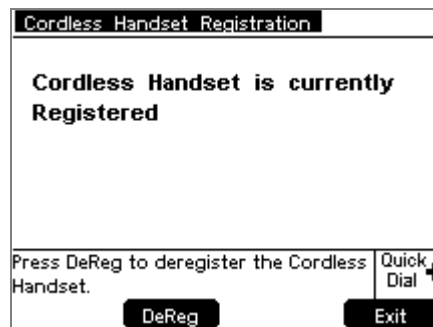 Cordless Handset Registration
Cordless Handset is currently
Registered
Press DeReg to deregister the Cordless
Handset.
Quick
Dial
DeReg
Exit